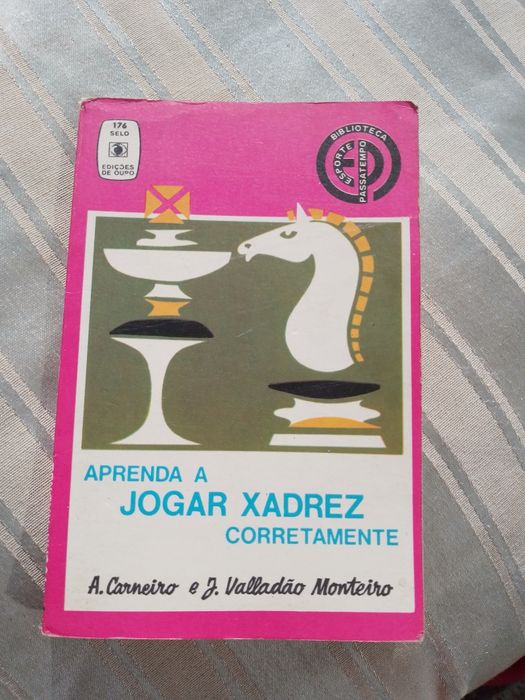 176
SELO
EDIÇÕES
DE OURO
BIBLIOTECA
ESPORTE
PASSATEMPO
APRENDA A
JOGAR XADREZ
CORRETAMENTE
A. Carneiro e J. Valladão Monteiro